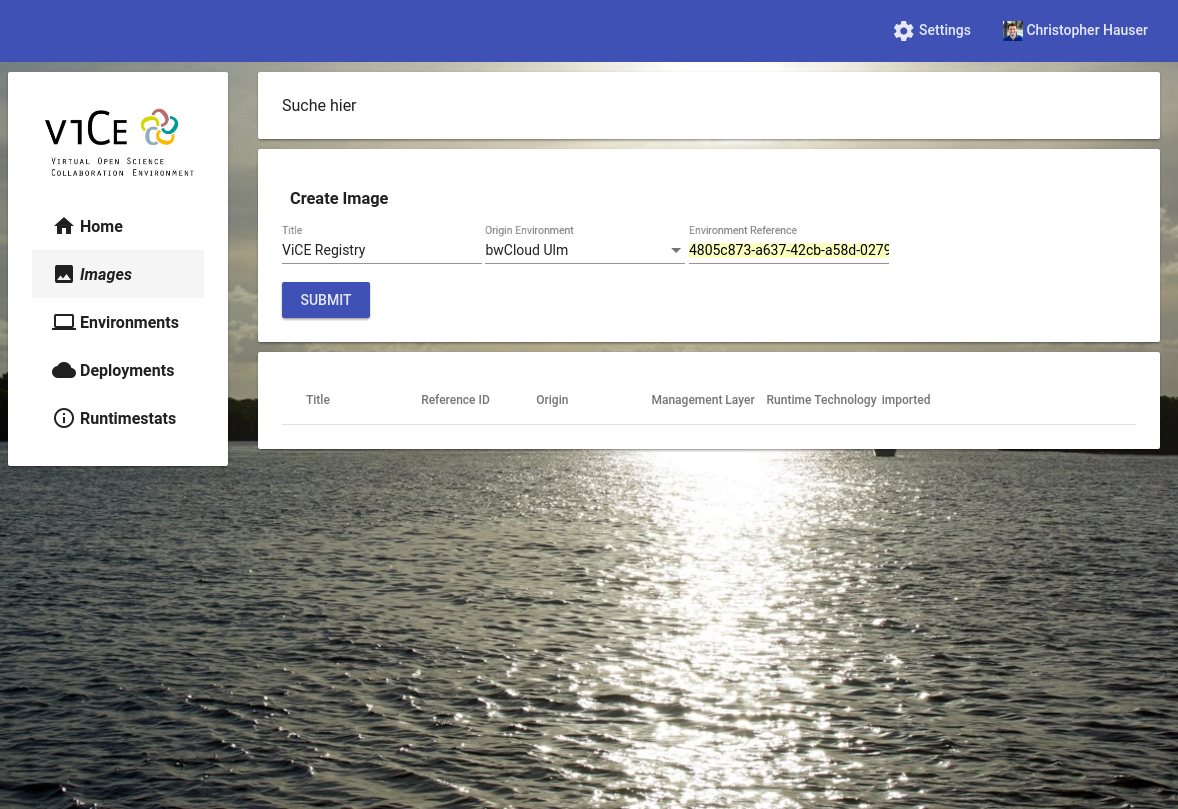 Settings Christopher Hauser
ViCE
Virtual Open Science
Collaboration Environment
Home
Images
Environments
Deployments
Runtimestats
Suche hier
Create Image
Title Origin Environment Environment Reference
ViCE Registry bwCloud Ulm 4805c873-a637-42cb-a58d-0279
SUBMIT
Title Reference ID Origin Management Layer Runtime Technology imported